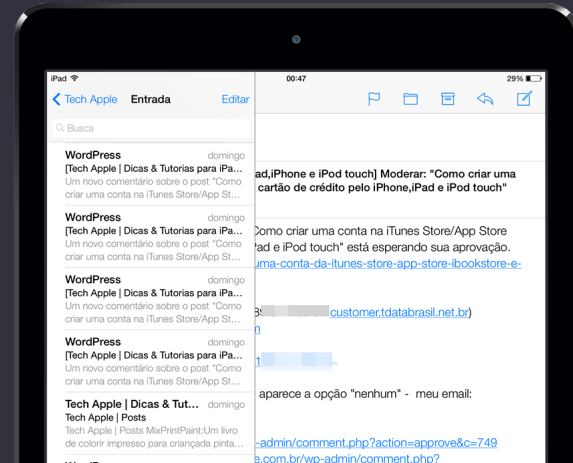 iPad
00:47
29%
Tech Apple
Entrada
Editar
Busca
WordPress domingo
[Tech Apple | Dicas & Tutorias para iPa...
Um novo comentário sobre o post "Como
criar uma conta na iTunes Store/App St...
WordPress domingo
[Tech Apple | Dicas & Tutorias para iPa...
Um novo comentário sobre o post "Como
criar uma conta na iTunes Store/App St...
WordPress domingo
[Tech Apple | Dicas & Tutorias para iPa...
Um novo comentário sobre o post "Como
criar uma conta na iTunes Store/App St...
WordPress domingo
[Tech Apple | Dicas & Tutorias para iPa...
Um novo comentário sobre o post "Como
criar uma conta na iTunes Store/App St...
Tech Apple | Dicas & Tut... domingo
Tech Apple | Posts
Tech Apple | Posts MixPrintPaint:Um livro
de colorir impresso para criançada pinta...
ad,iPhone e iPod touch] Moderar: "Como criar uma
cartão de crédito pelo iPhone,iPad e iPod touch"
Como criar uma conta na iTunes Store/App Store
Pad e iPod touch" está esperando sua aprovação.
uma-conta-da-itunes-store-app-store-ibookstore-e-
customer.tdatabrasil.net.br)
aparece a opção "nenhum" - meu email:
-admin/comment.php?action=approve&c=749
e.com.br/wp-admin/comment.php?